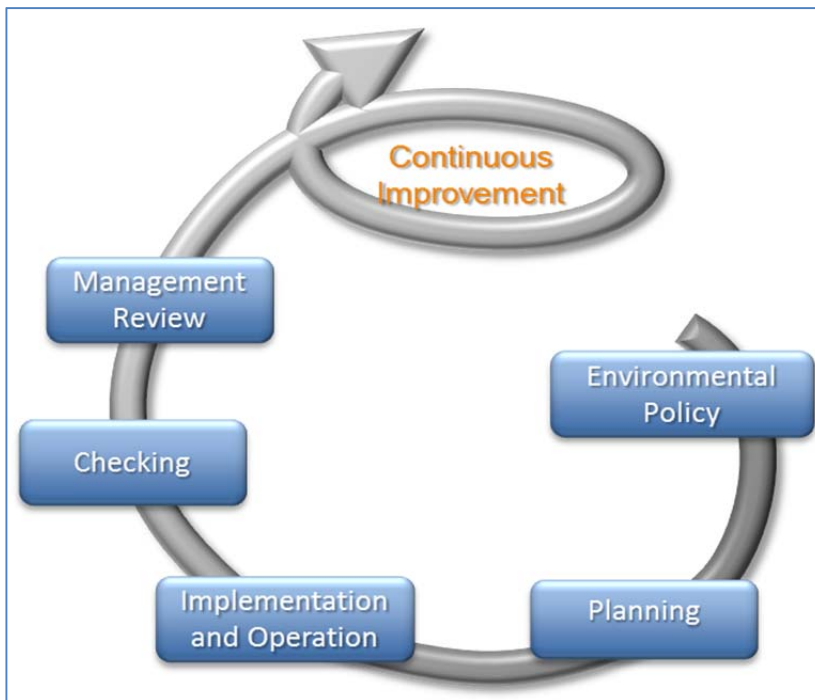 Continuous
Improvement
Management
Review
Environmental
Policy
Checking
Implementation
and Operation
Planning